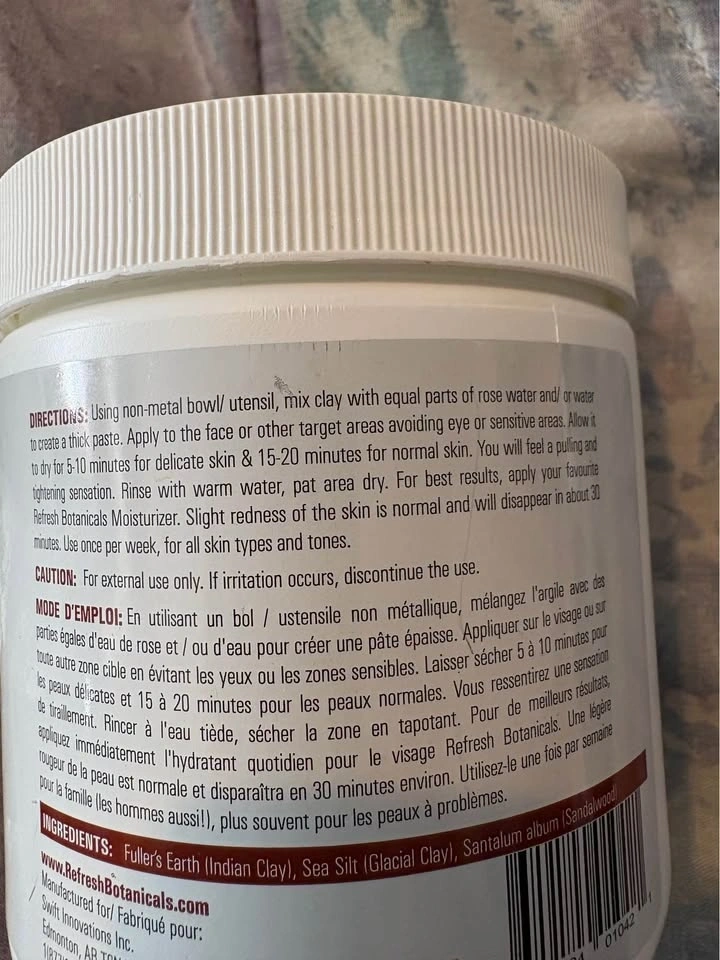 DIRECTIONS: Using non-metal bowl/ utensil, mix clay with equal parts of rose water and/ or water
to create a thick paste. Apply to the face or other target areas avoiding eye or sensitive areas. Allow it
to dry for 5-10 minutes for delicate skin & 15-20 minutes for normal skin. You will feel a pulling and
tightening sensation. Rinse with warm water, pat area dry. For best results, apply your favourite
Refresh Botanicals Moisturizer. Slight redness of the skin is normal and will disappear in about 30
minutes. Use once per week, for all skin types and tones.
CAUTION: For external use only. If irritation occurs, discontinue the use.
MODE D'EMPLOI: En utilisant un bol / ustensile non métallique, mélangez l'argile avec des
parties égales d'eau de rose et / ou d'eau pour créer une pâte épaisse. Appliquer sur le visage ou sur
toute autre zone cible en évitant les yeux ou les zones sensibles. Laisser sécher 5 à 10 minutes pour
les peaux délicates et 15 à 20 minutes pour les peaux normales. Vous ressentirez une sensation
de tiraillement. Rincer à l'eau tiède, sécher la zone en tapotant. Pour de meilleurs résultats,
appliquez immédiatement l'hydratant quotidien pour le visage Refresh Botanicals. Une légère
rougeur de la peau est normale et disparaîtra en 30 minutes environ. Utilisez-le une fois par semaine
pour la famille (les hommes aussi!), plus souvent pour les peaux à problèmes.
INGREDIENTS: Fuller's Earth (Indian Clay), Sea Silt (Glacial Clay), Santalum album (Sandalwood)
www.RefreshBotanicals.com
Manufactured for/ Fabriqué pour:
Swift Innovations Inc.
Edmonton, AB
01042 1